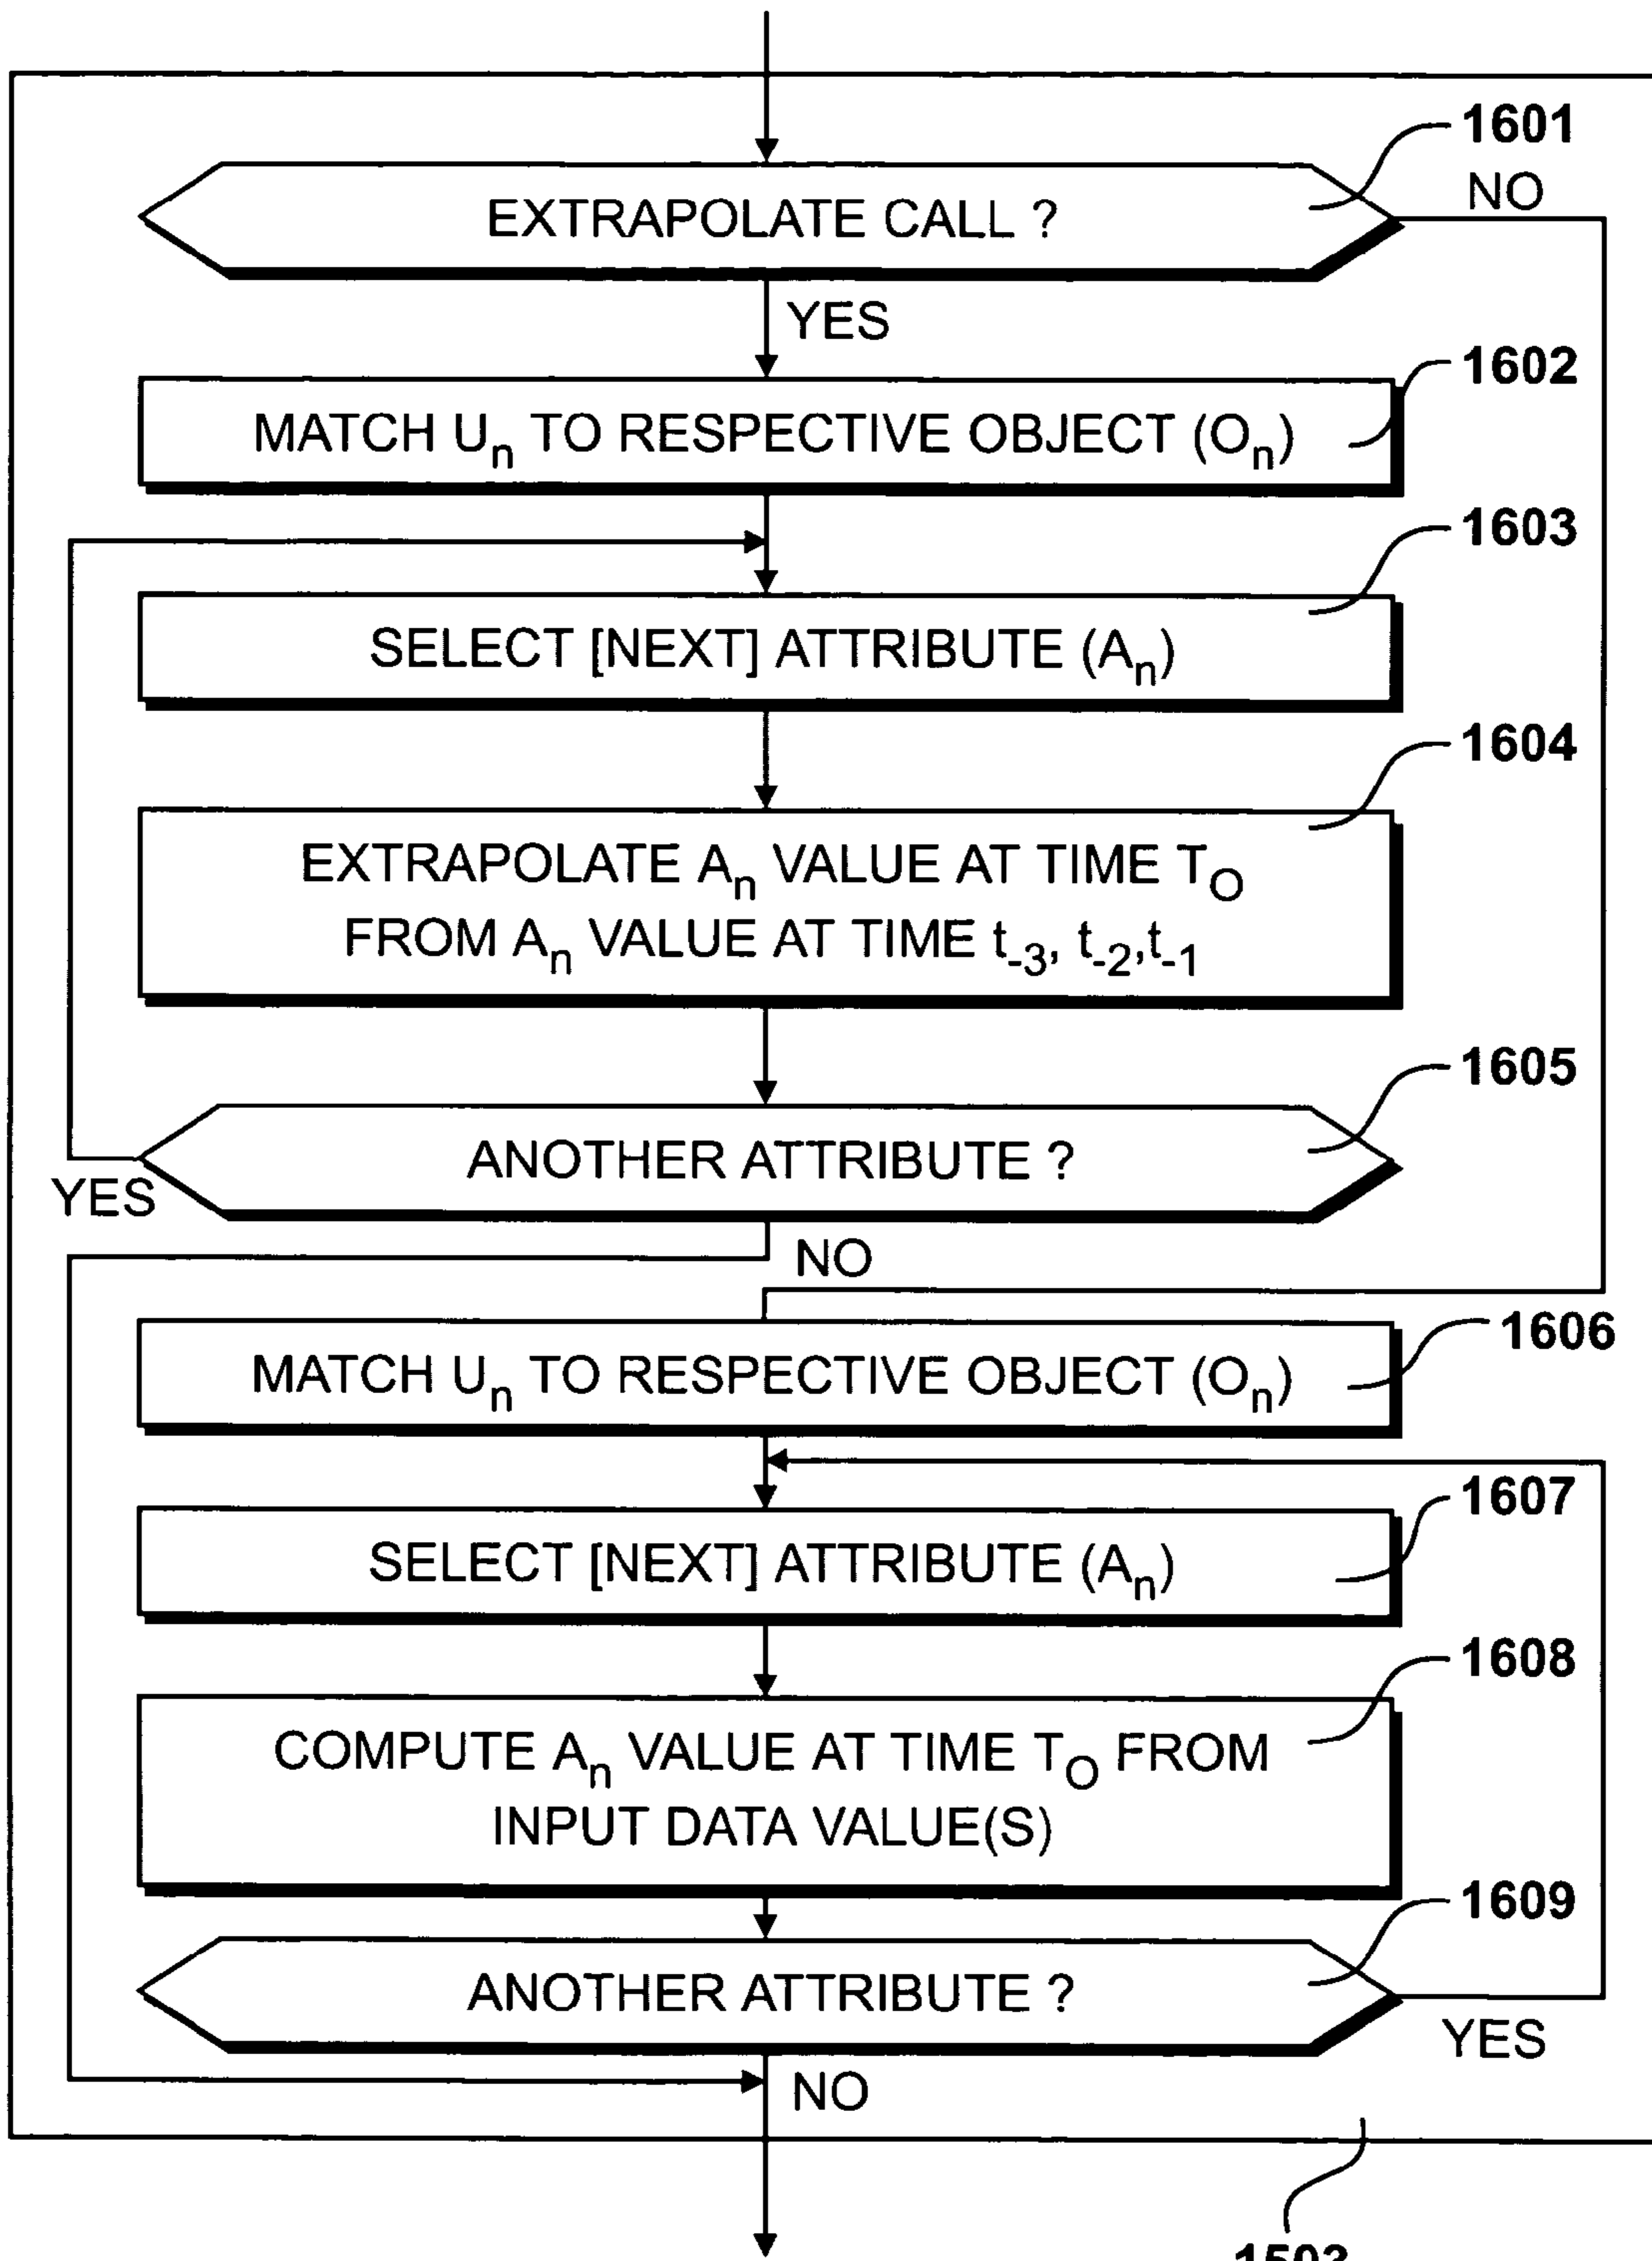 1601
NO
EXTRAPOLATE CALL ?
YES
1602
MATCH Un TO RESPECTIVE OBJECT (On)
1603
SELECT [NEXT] ATTRIBUTE (An)
1604
EXTRAPOLATE An VALUE AT TIME TO
FROM An VALUE AT TIME t-3, t-2,t-1
1605
ANOTHER ATTRIBUTE ?
YES
NO
1606
MATCH Un TO RESPECTIVE OBJECT (On)
1607
SELECT [NEXT] ATTRIBUTE (An)
1608
COMPUTE An VALUE AT TIME TO FROM
INPUT DATA VALUE(S)
1609
ANOTHER ATTRIBUTE ?
YES
NO
1503